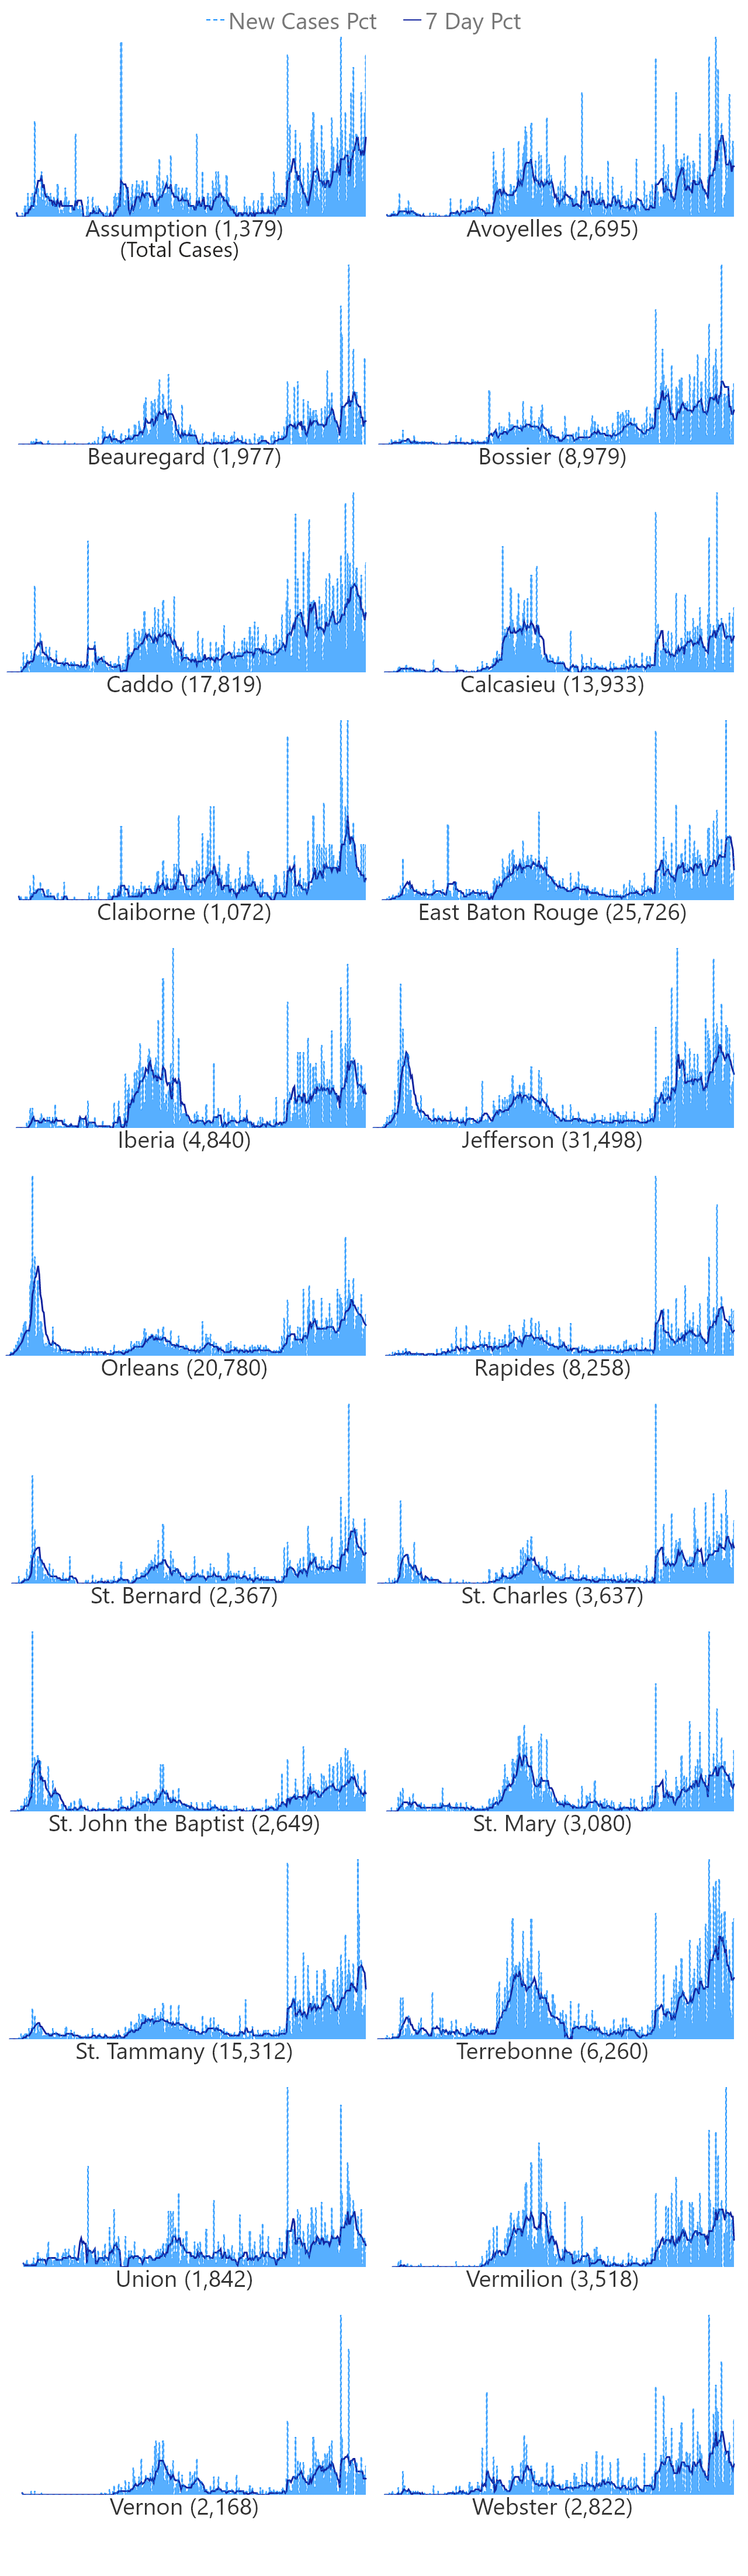 New Cases Pct 7 Day Pct
Assumption (1,379) Avoyelles (2,695)
(Total Cases)
Beauregard (1,977) Bossier (8,979)
Caddo (17,819) Calcasieu (13,933)
Claiborne (1,072) East Baton Rouge (25,726)
Iberia (4,840) Jefferson (31,498)
Orleans (20,780) Rapides (8,258)
St. Bernard (2,367) St. Charles (3,637)
St. John the Baptist (2,649) St. Mary (3,080)
St. Tammany (15,312) Terrebonne (6,260)
Union (1,842) Vermilion (3,518)
Vernon (2,168) Webster (2,822)